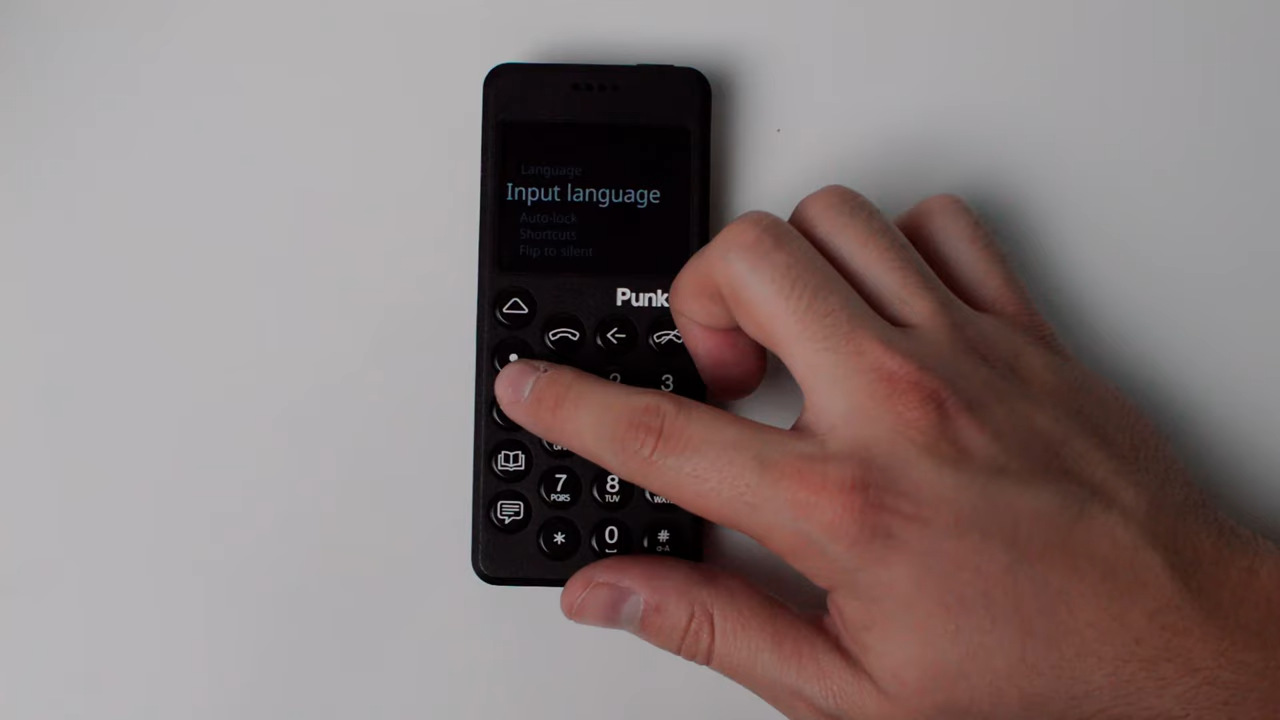 Language
Input language
Auto-lock
Shortcuts
Flip to silent
Punk
2 3
7 8
PQRS TUV
* 0 #